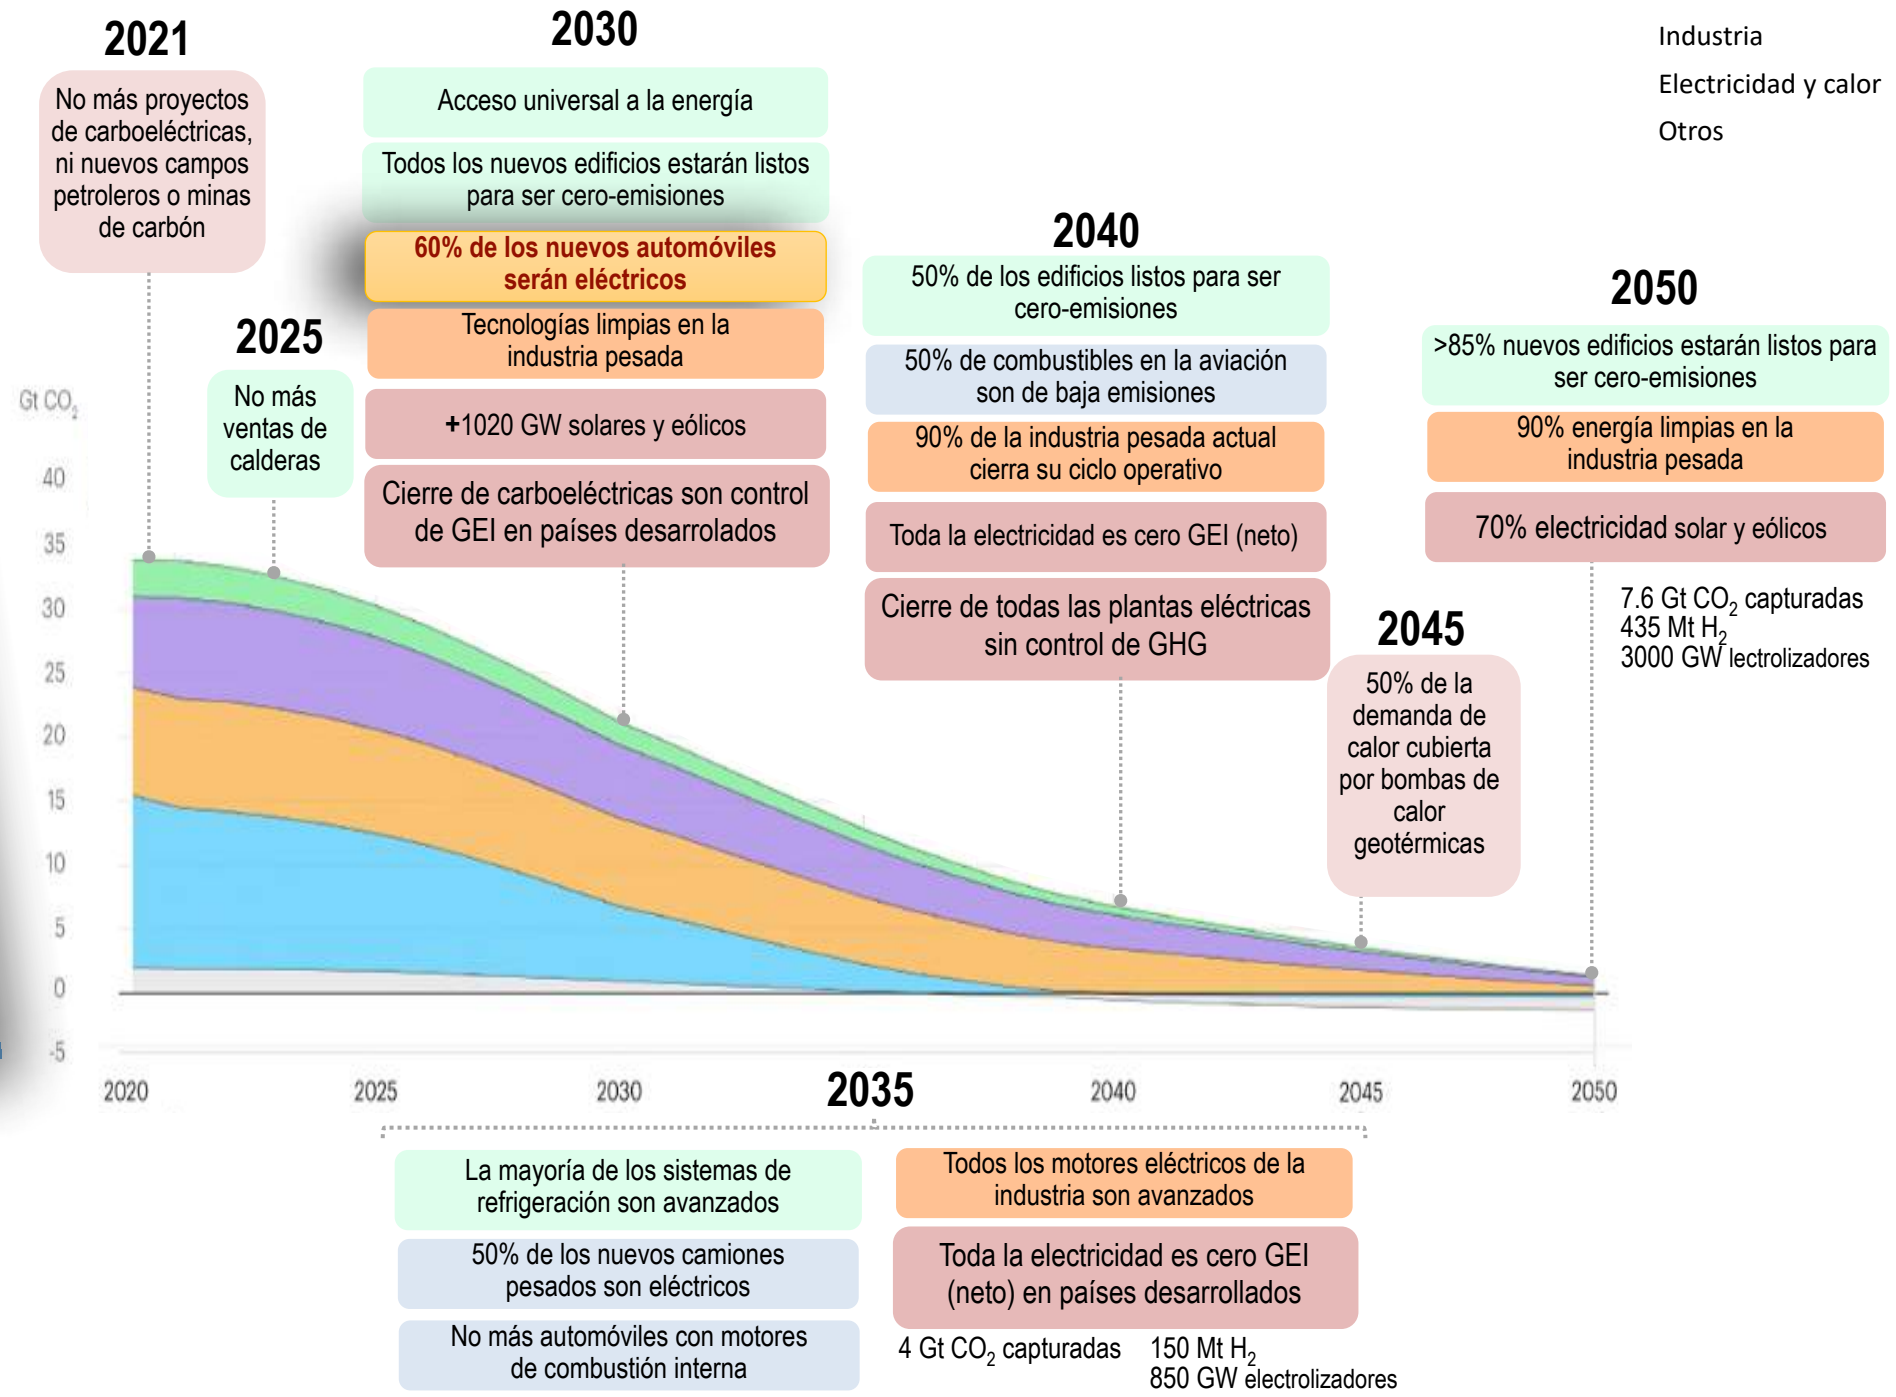 2021
No más proyectos
de carboeléctricas,
ni nuevos campos
petroleros o minas
de carbón
2025
No más
ventas de
calderas
2030
Acceso universal a la energía
Todos los nuevos edificios estarán listos
para ser cero-emisiones
60% de los nuevos automóviles
serán eléctricos
Tecnologías limpias en la
industria pesada
+1020 GW solares y eólicos
Cierre de carboeléctricas son control
de GEI en países desarrolados
2040
50% de los edificios listos para ser
cero-emisiones
50% de combustibles en la aviación
son de baja emisiones
90% de la industria pesada actual
cierra su ciclo operativo
Toda la electricidad es cero GEI (neto)
Cierre de todas las plantas eléctricas
sin control de GHG
2045
50% de la
demanda de
calor cubierta
por bombas de
calor
geotérmicas
Industria
Electricidad y calor
Otros
2050
>85% nuevos edificios estarán listos para
ser cero-emisiones
90% energía limpias en la
industria pesada
70% electricidad solar y eólicos
7.6 Gt CO₂ capturadas
435 Mt H₂
3000 GW lectrolizadores
Gt CO₂
40
35
30
25
20
15
10
5
0
-5
2020
2025
2030
2035
2040
2045
2050
La mayoría de los sistemas de
refrigeración son avanzados
50% de los nuevos camiones
pesados son eléctricos
No más automóviles con motores
de combustión interna
Todos los motores eléctricos de la
industria son avanzados
Toda la electricidad es cero GEI
(neto) en países desarrollados
4 Gt CO₂ capturadas
150 Mt H₂
850 GW electrolizadores